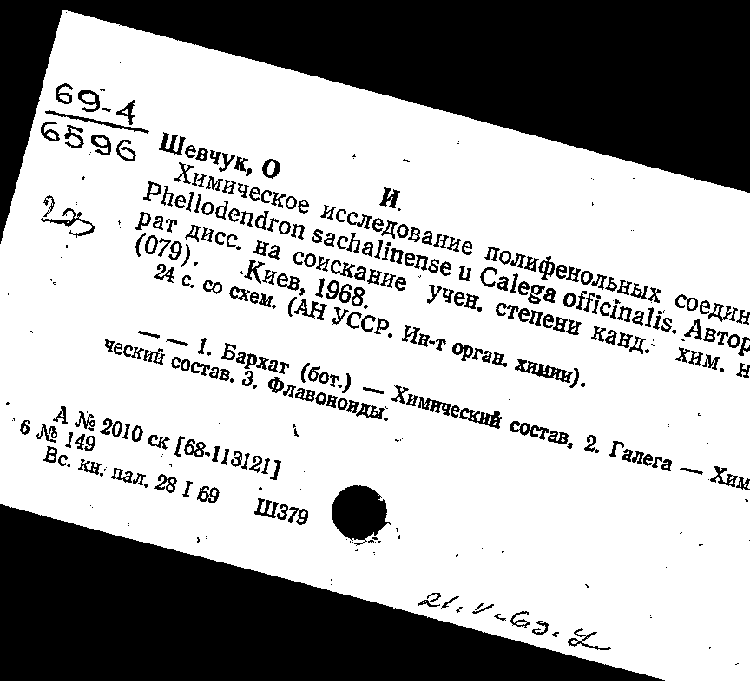 69-4
6596
Шевчук, О И.
Химическое исследование полифенольных соедин
Phellodendron sachalinense и Calega officinalis. Автор
рат дисс. на соискание учен. степени канд. хим. н
(079). Киев, 1968.
24 с. со схем. (АН УССР. Ин-т орган. химии).
— — 1. Бархат (бот.) — Химический состав. 2. Галега — Хим
ческий состав. 3. Флавоноиды.
А № 2010 ск [68-113121]
6 № 149
Вс. кн. пал. 28 I 69 Ш379
21.V-69.